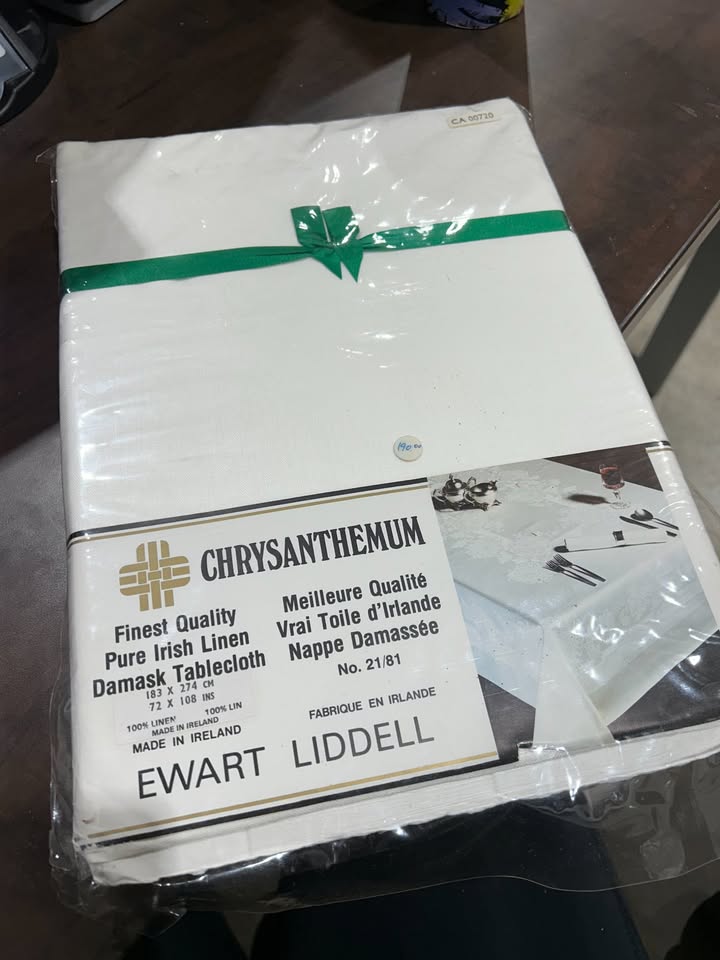 CA 00720
190.00
CHRYSANTHEMUM
Finest Quality
Pure Irish Linen
Damask Tablecloth
183 X 274 CM
72 X 108 INS
100% LINEN 100% LIN
MADE IN IRELAND
MADE IN IRELAND
Meilleure Qualité
Vrai Toile d'Irlande
Nappe Damassée
No. 21/81
FABRIQUE EN IRLANDE
EWART LIDDELL